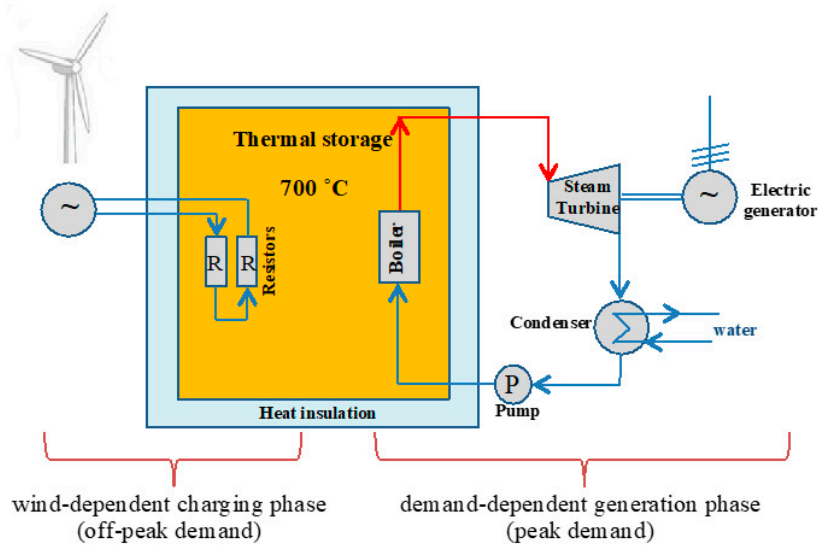 Thermal storage
700 ˚C
~
R
R
Resistors
Boiler
Steam
Turbine
~
Electric
generator
Condenser
water
P
Pump
Heat insulation
wind-dependent charging phase
(off-peak demand)
demand-dependent generation phase
(peak demand)